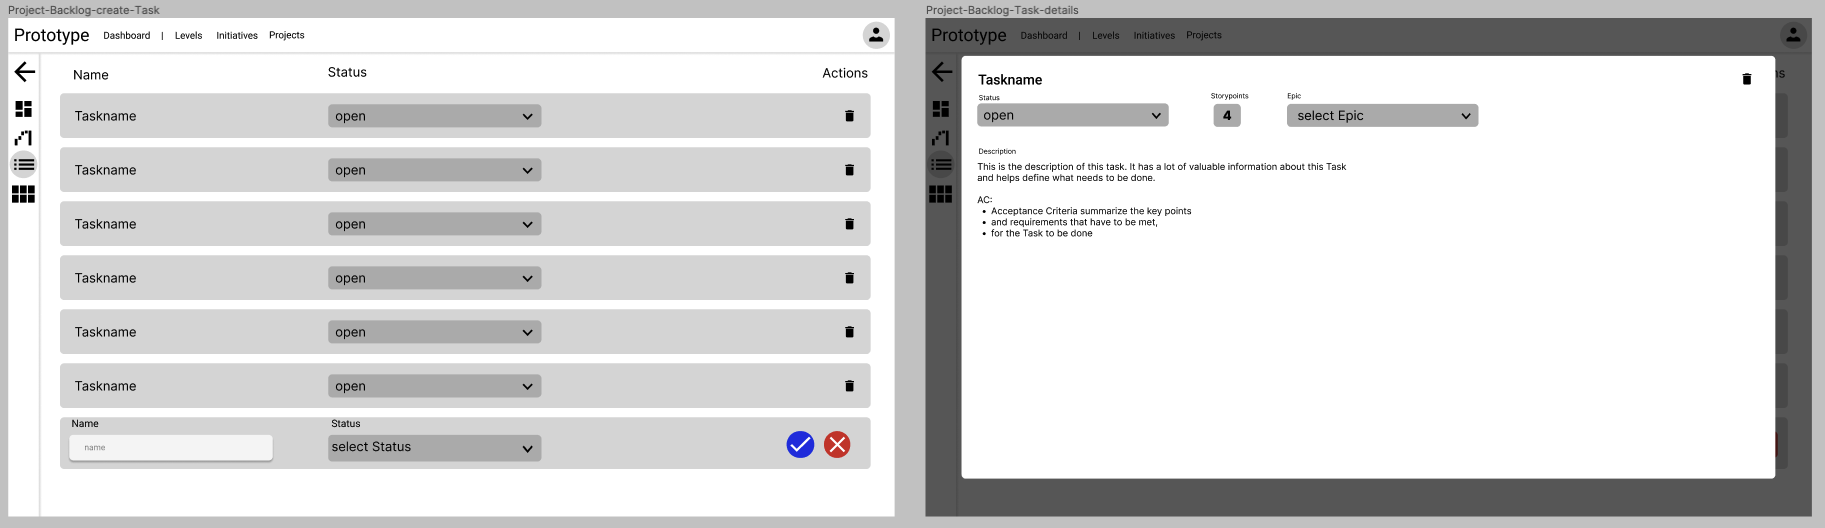 Project-Backlog-create-Task
Prototype Dashboard | Levels Initiatives Projects
Name Status Actions
Taskname open
Taskname open
Taskname open
Taskname open
Taskname open
Taskname open
Name Status
name select Status
Project-Backlog-Task-details
Prototype Dashboard | Levels Initiatives Projects
Taskname
Status Storypoints Epic
open 4 select Epic
Description
This is the description of this task. It has a lot of valuable information about this Task
and helps define what needs to be done.
AC:
• Acceptance Criteria summarize the key points
• and requirements that have to be met,
• for the Task to be done